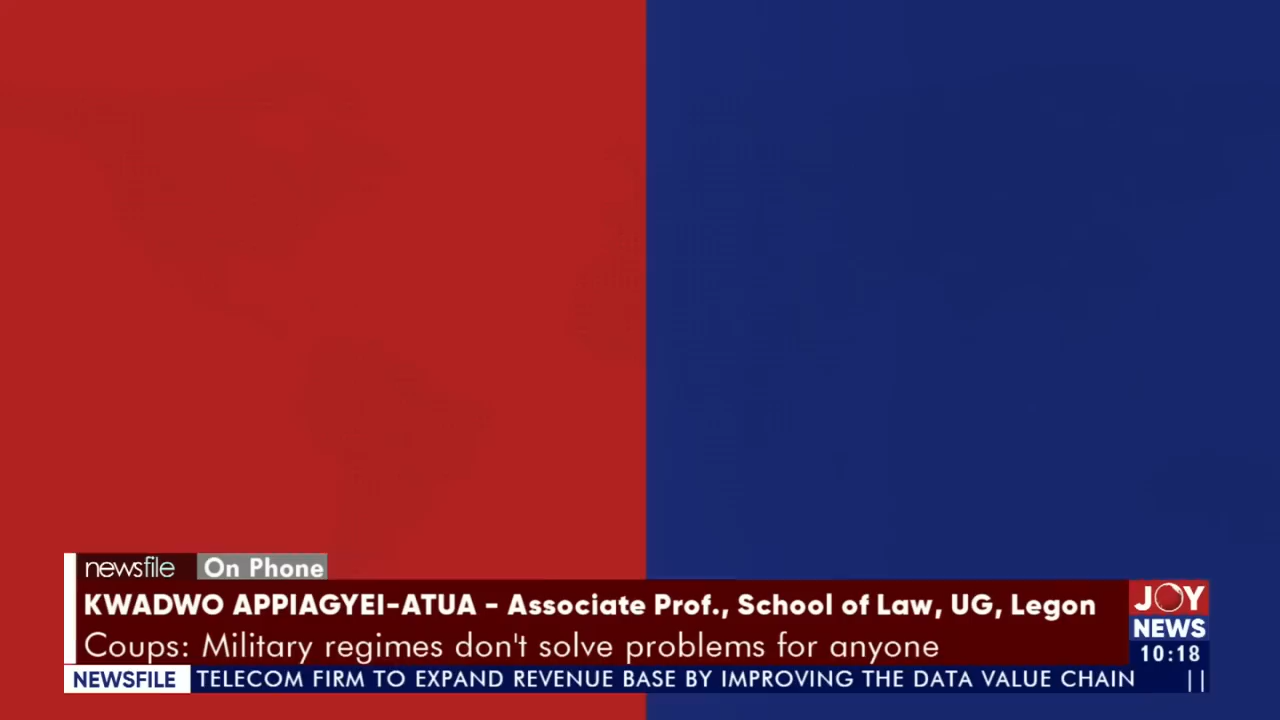 newsfile On Phone
KWADWO APPIAGYEI-ATUA - Associate Prof., School of Law, UG, Legon
Coups: Military regimes don't solve problems for anyone
JOY
NEWS
10:18
NEWSFILE TELECOM FIRM TO EXPAND REVENUE BASE BY IMPROVING THE DATA VALUE CHAIN ||